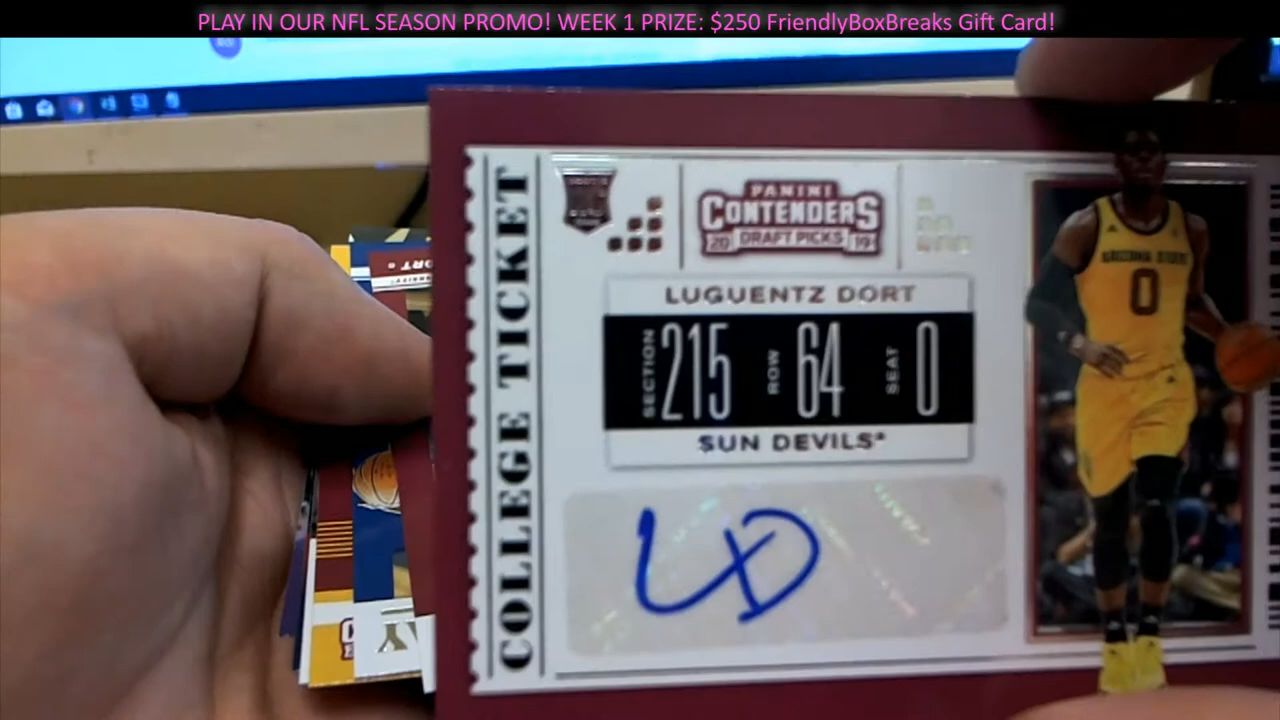 PLAY IN OUR NFL SEASON PROMO! WEEK 1 PRIZE: $250 FriendlyBoxBreaks Gift Card!
COLLEGE TICKET
PANINI
CONTENDERS
20 DRAFT PICKS 19
LUGUENTZ DORT
SECTION 215 ROW 64 SEAT 0
SUN DEVILS
LD
ARIZONA STATE
0